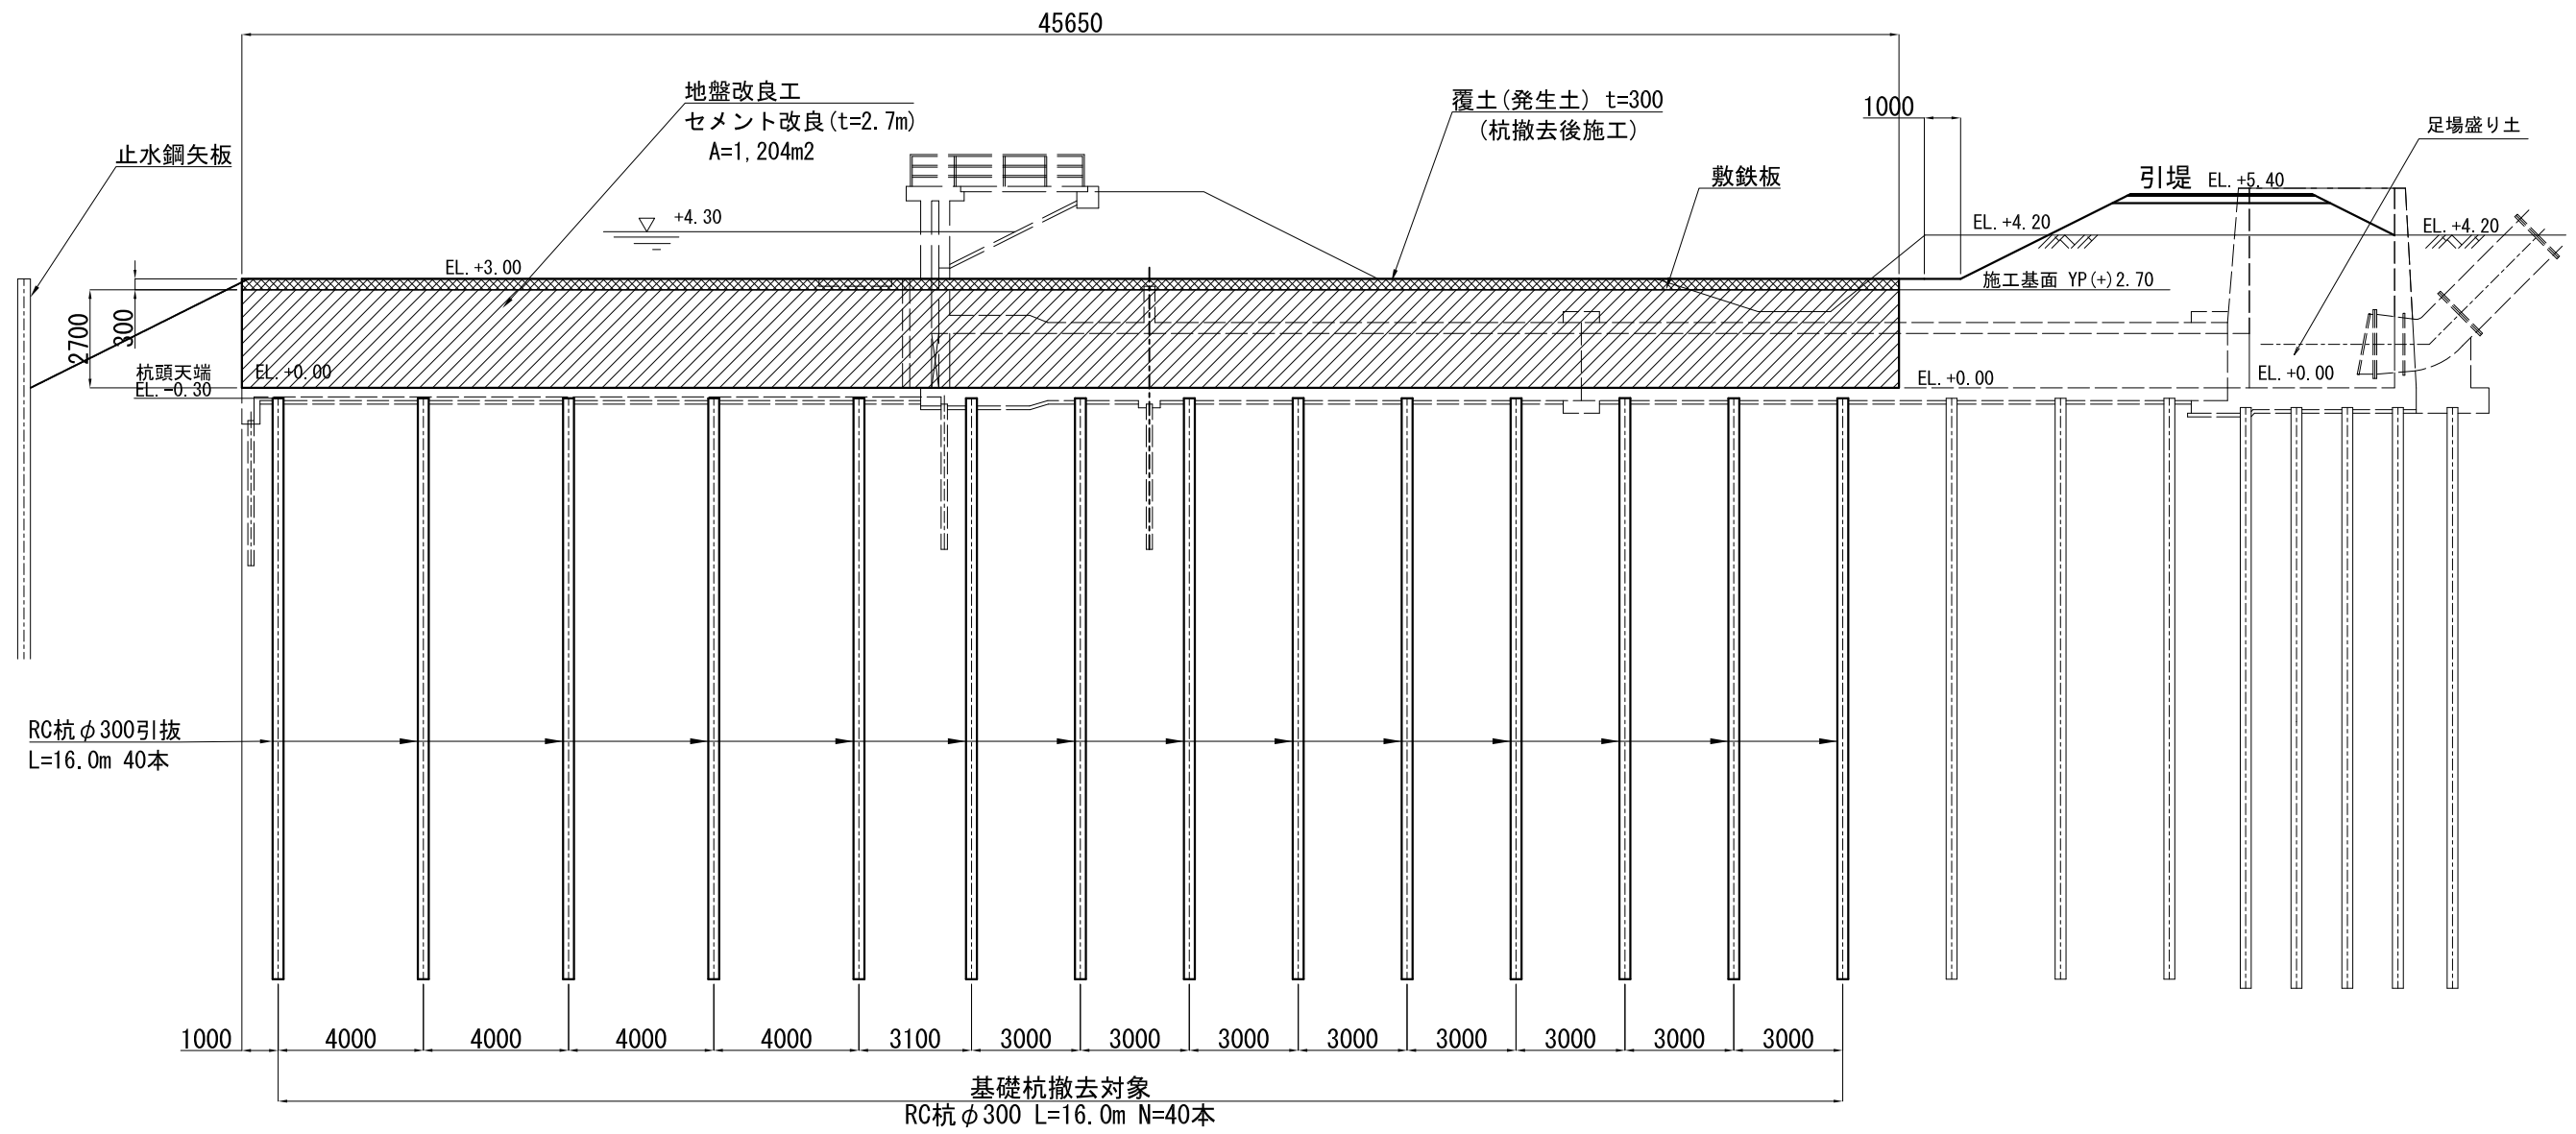 45650
地盤改良工
セメント改良(t=2.7m)
A=1,204m2
覆土(発生土) t=300
(杭撤去後施工)
1000
足場盛り土
止水鋼矢板
敷鉄板
引堤 EL.+5.40
+4.30
EL.+4.20
EL.+4.20
EL.+3.00
施工基面 YP(+)2.70
2700
300
杭頭天端
EL.-0.30
EL.+0.00
EL.+0.00
EL.+0.00
RC杭φ300引抜
L=16.0m 40本
1000 4000 4000 4000 4000 3100 3000 3000 3000 3000 3000 3000 3000 3000
基礎杭撤去対象
RC杭φ300 L=16.0m N=40本